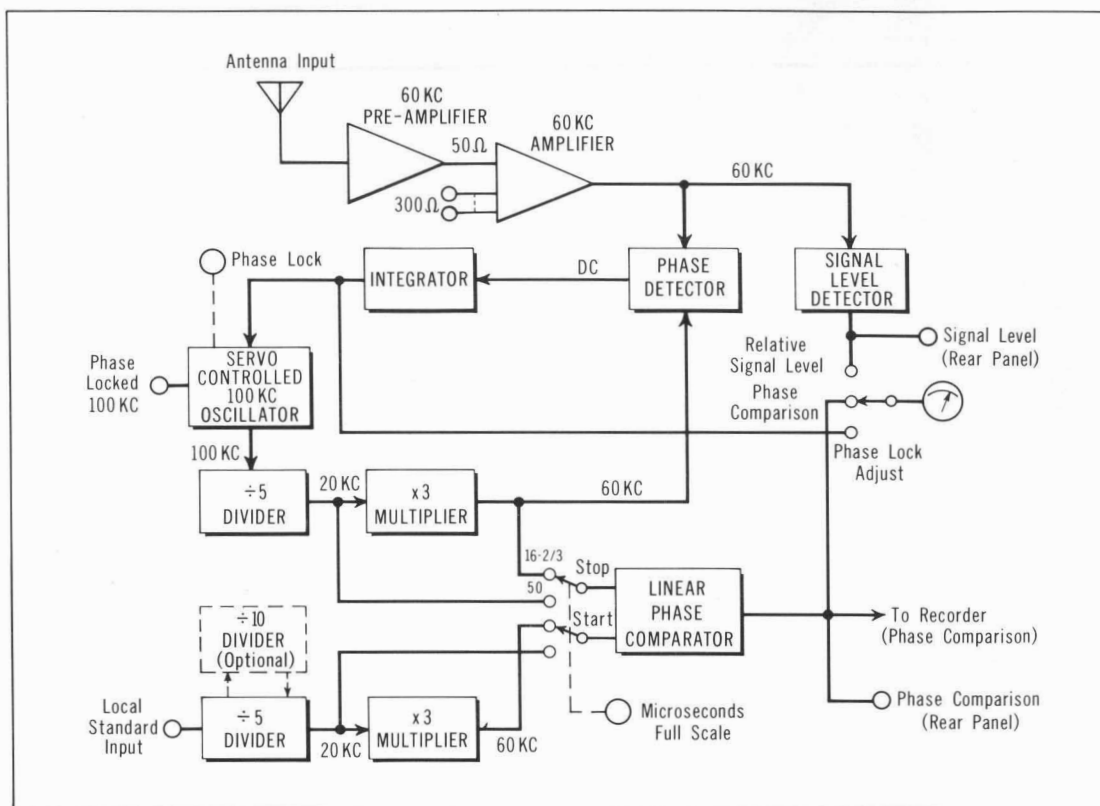 Antenna Input
60 KC
PRE-AMPLIFIER
50Ω
60 KC
AMPLIFIER
300Ω
60 KC
Phase Lock
INTEGRATOR
DC
PHASE
DETECTOR
SIGNAL
LEVEL
DETECTOR
Phase
Locked
100 KC
SERVO
CONTROLLED
100 KC
OSCILLATOR
Relative
Signal Level
Signal Level
(Rear Panel)
Phase
Comparison
Phase Lock
Adjust
100 KC
÷5
DIVIDER
20 KC
x3
MULTIPLIER
60 KC
16-2/3
50
Stop
Start
LINEAR
PHASE
COMPARATOR
To Recorder
(Phase Comparison)
÷10
DIVIDER
(Optional)
Local
Standard
Input
÷5
DIVIDER
20 KC
x3
MULTIPLIER
60 KC
Microseconds
Full Scale
Phase Comparison
(Rear Panel)